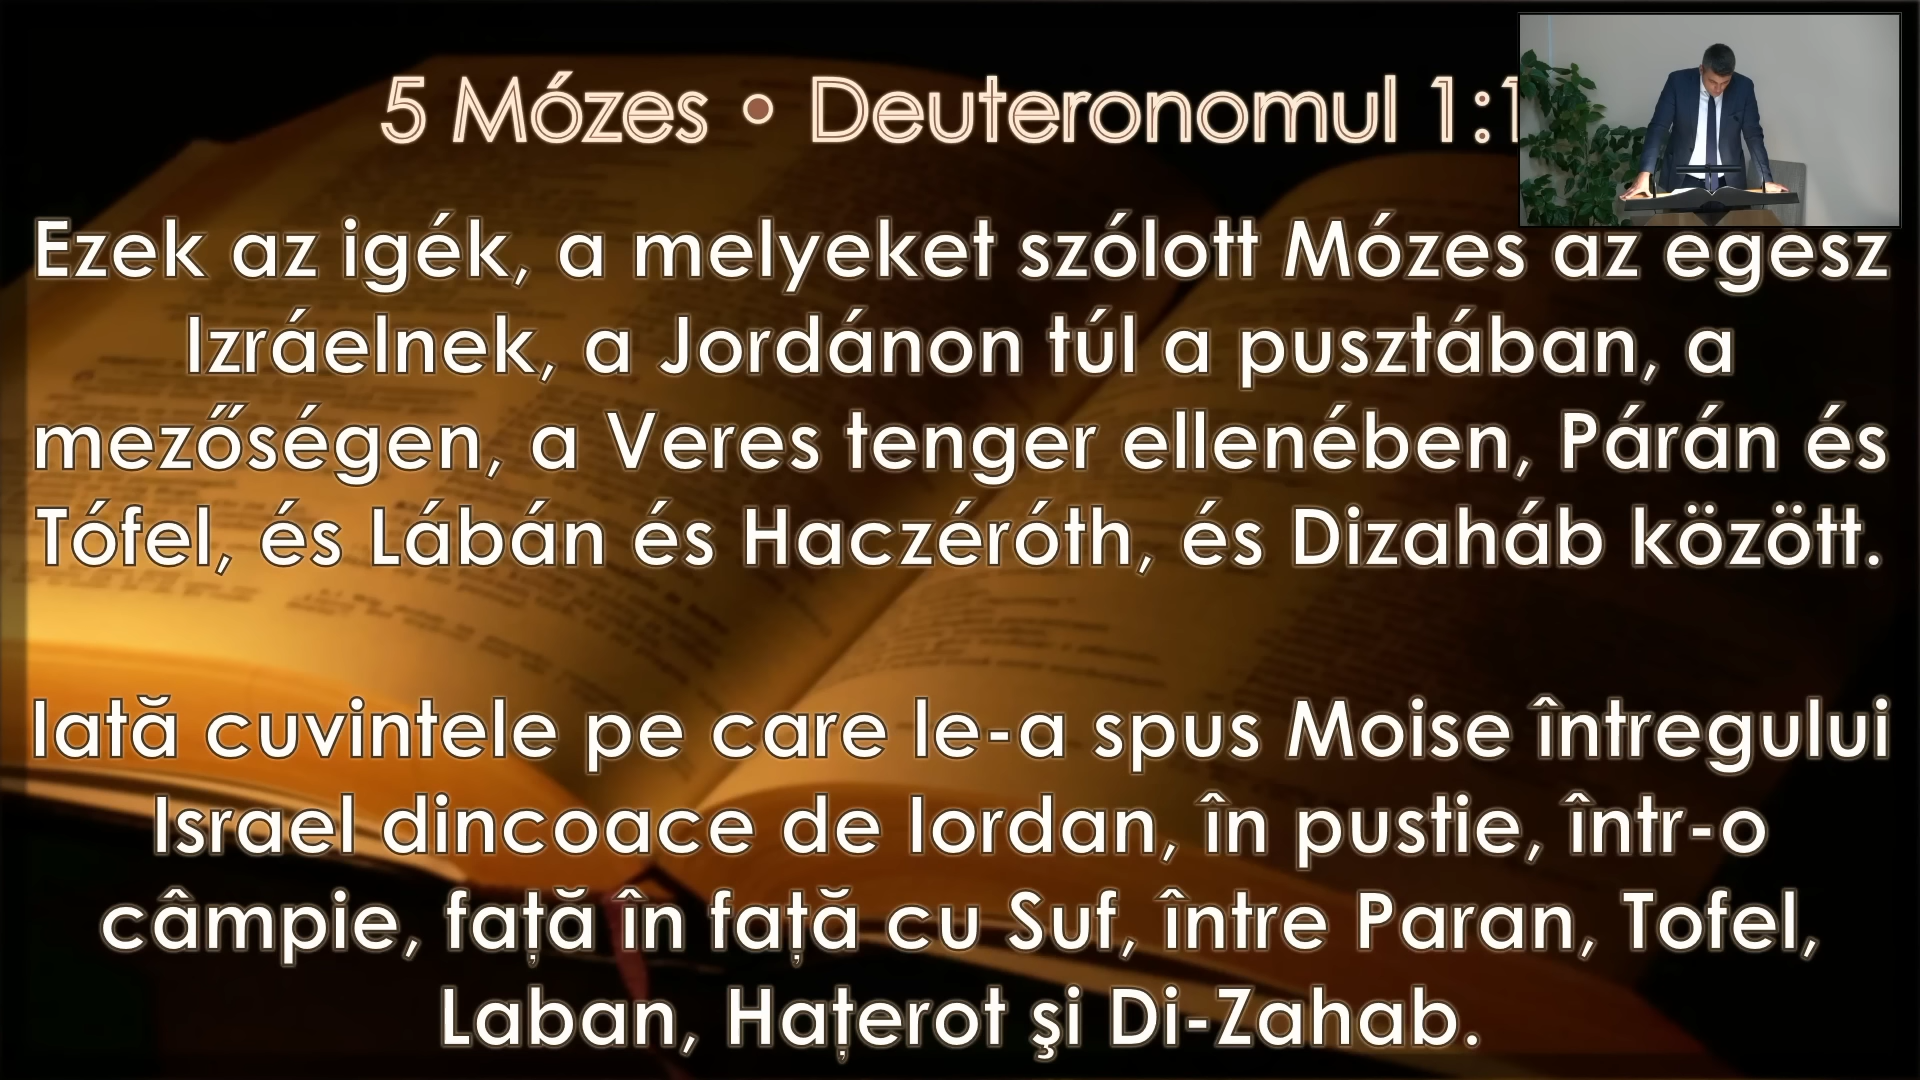 5 Mózes • Deuteronomul 1:1
Ezek az igék, a melyeket szólott Mózes az egész
Izráelnek, a Jordánon túl a pusztában, a
mezőségen, a Veres tenger ellenében, Párán és
Tófel, és Lábán és Haczéróth, és Dizaháb között.
Iată cuvintele pe care le-a spus Moise întregului
Israel dincoace de Iordan, în pustie, într-o
câmpie, față în față cu Suf, între Paran, Tofel,
Laban, Hațerot şi Di-Zahab.